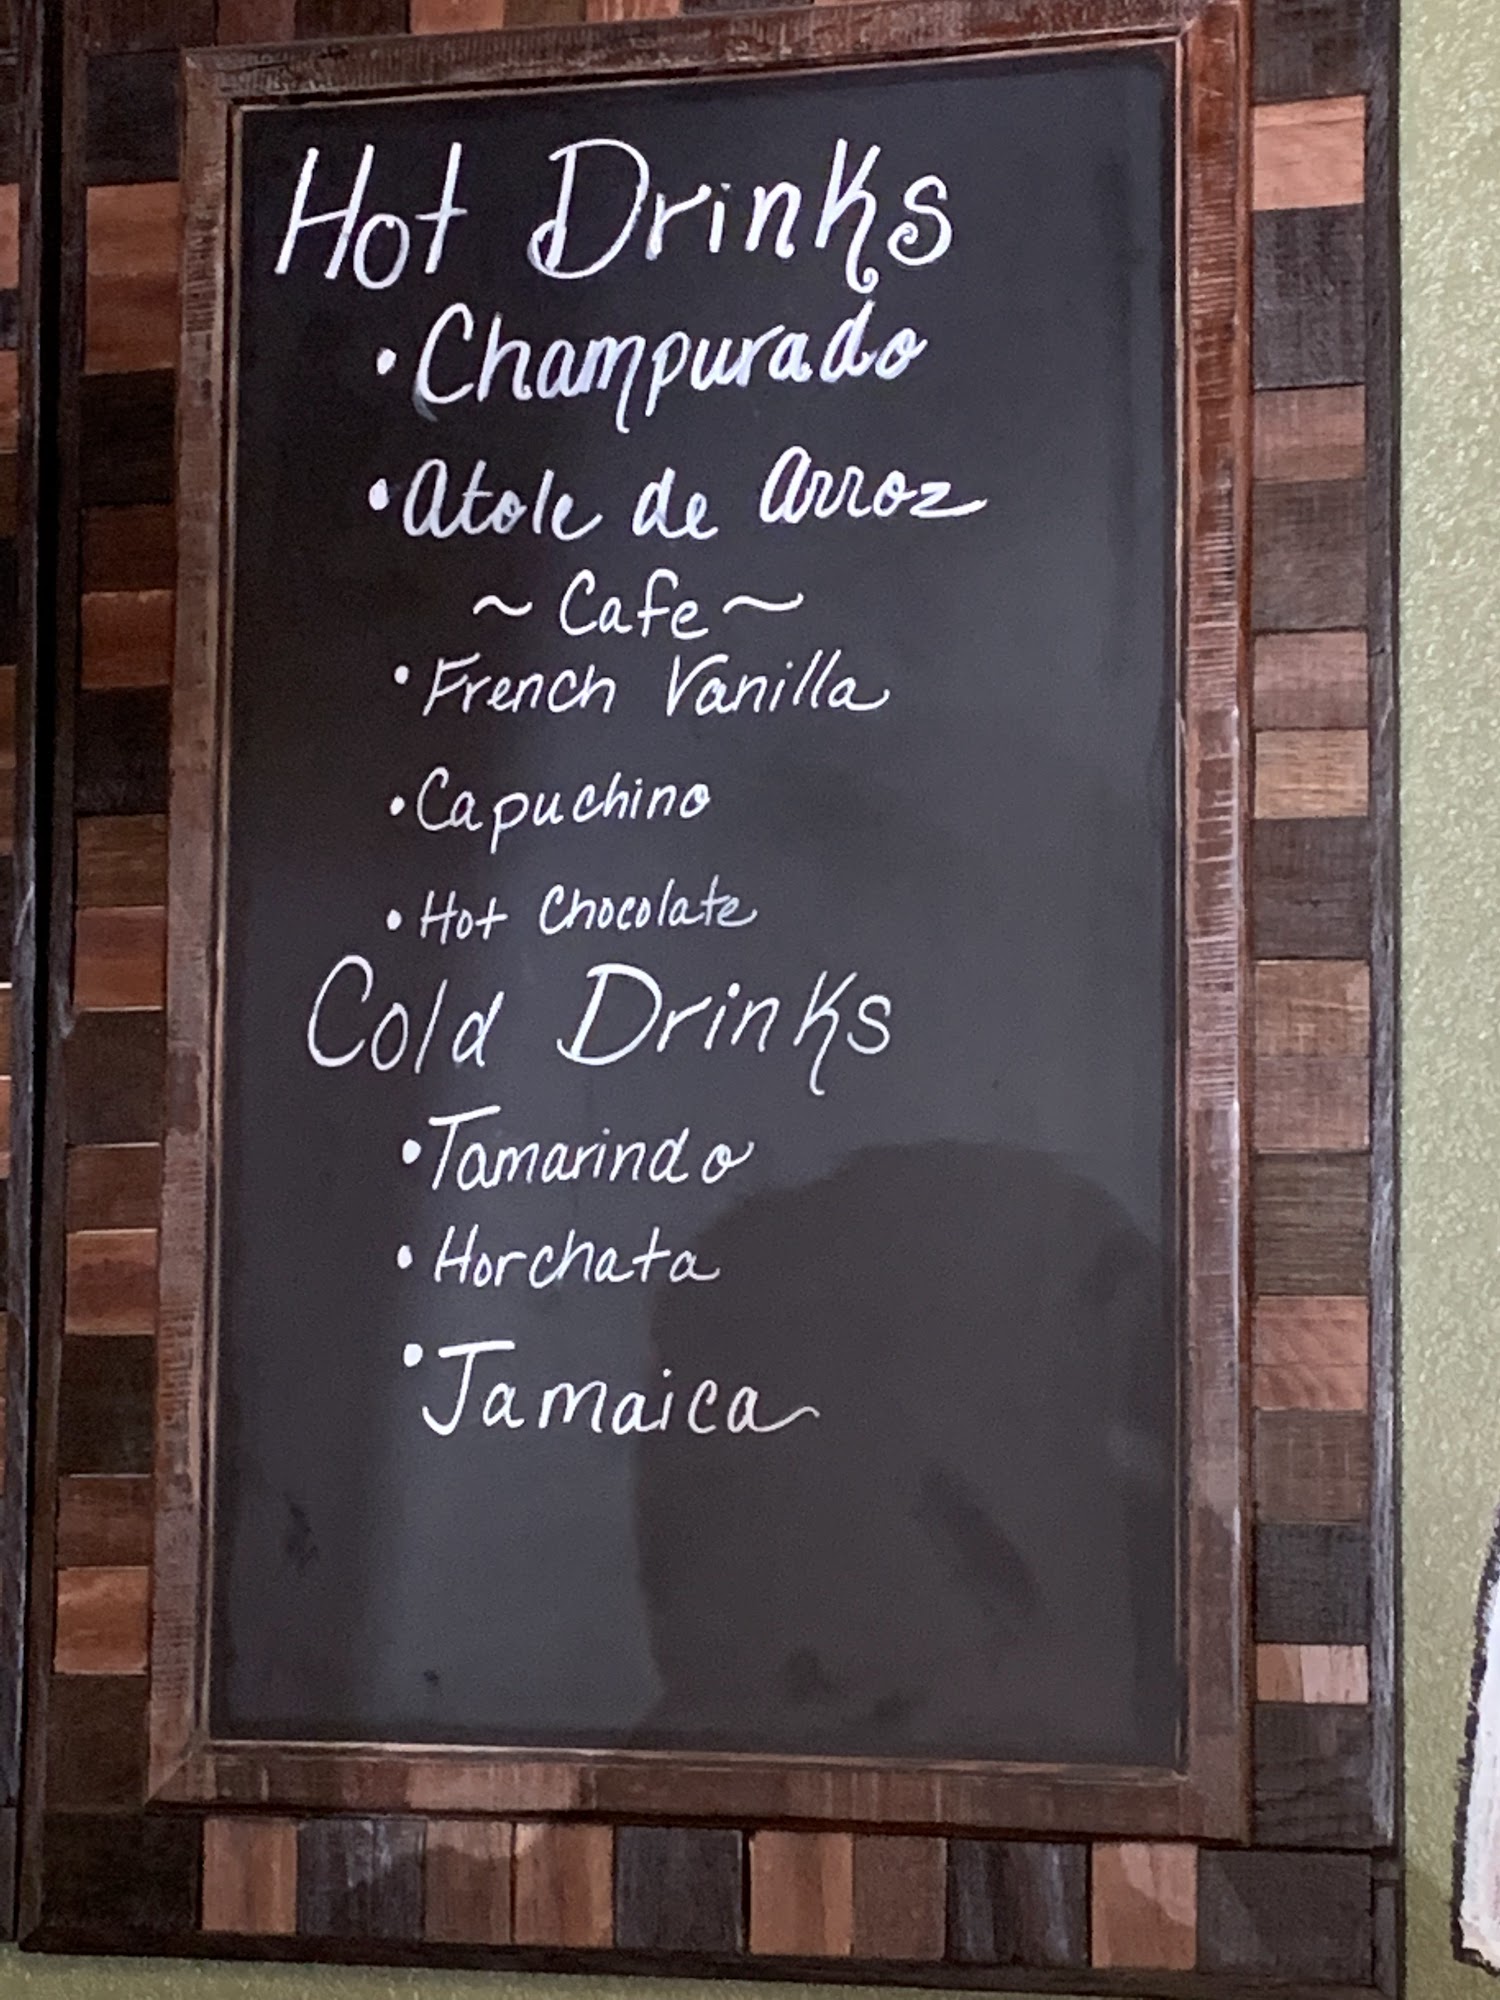 Hot Drinks
• Champurado
• Atole de Arroz
~ Cafe ~
• French Vanilla
• Capuchino
• Hot Chocolate
Cold Drinks
• Tamarindo
• Horchata
• Jamaica